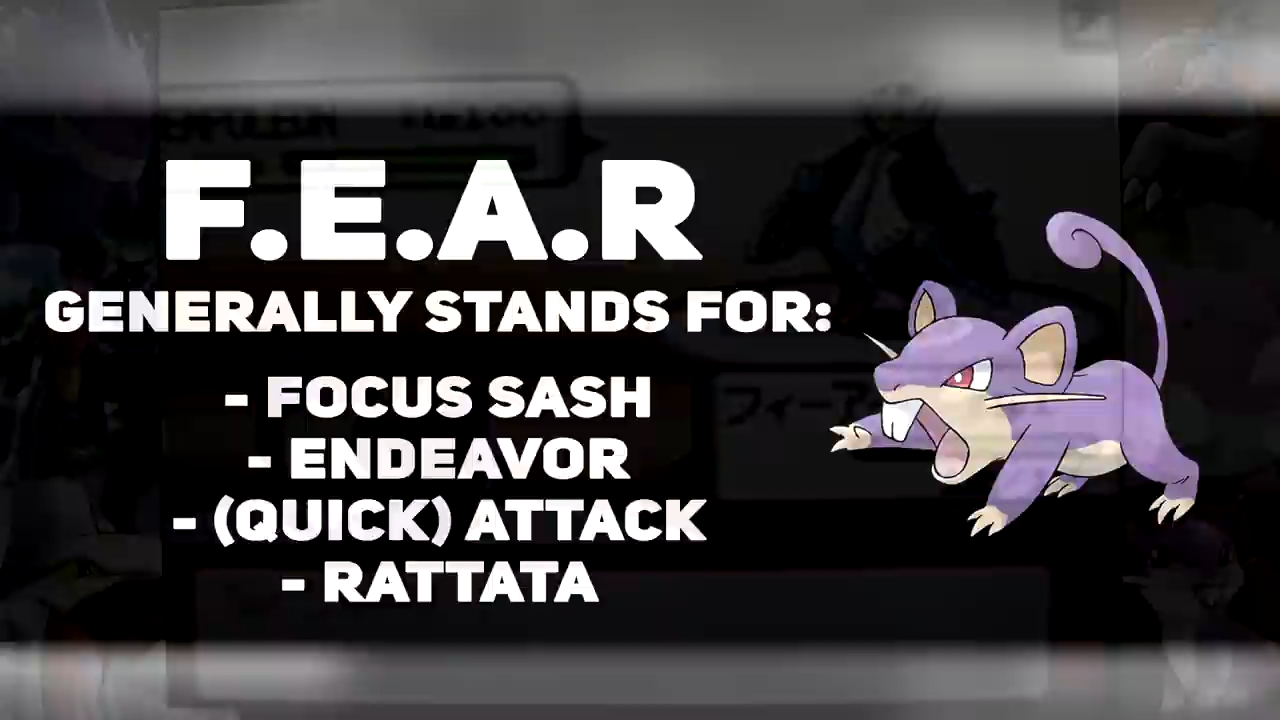 F.E.A.R
GENERALLY STANDS FOR:
- FOCUS SASH
- ENDEAVOR
- (QUICK) ATTACK
- RATTATA